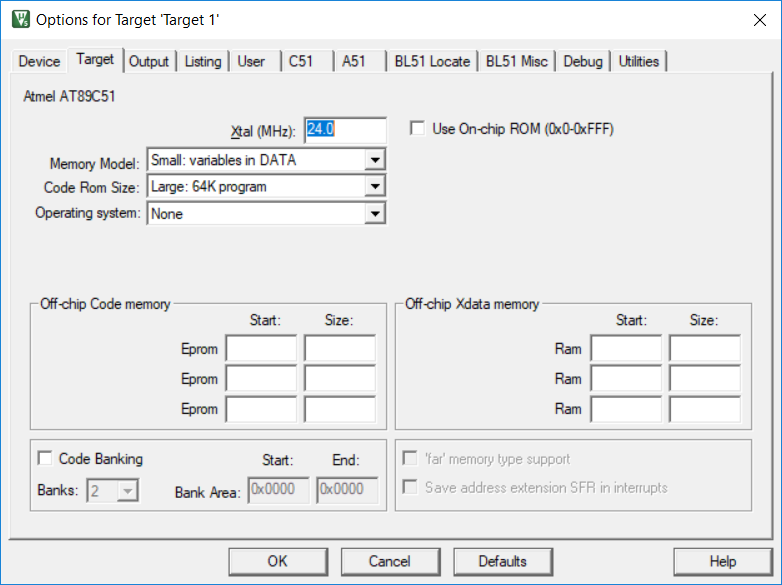 Options for Target 'Target 1'
Device Target Output Listing User C51 A51 BL51 Locate BL51 Misc Debug Utilities
Atmel AT89C51
Xtal (MHz): 24.0 Use On-chip ROM (0x0-0xFFF)
Memory Model: Small: variables in DATA
Code Rom Size: Large: 64K program
Operating system: None
Off-chip Code memory Off-chip Xdata memory
Start: Size: Start: Size:
Eprom Ram
Eprom Ram
Eprom Ram
Code Banking Start: End: 'far' memory type support
Banks: 2 Bank Area: 0x0000 0x0000 Save address extension SFR in interrupts
OK Cancel Defaults Help